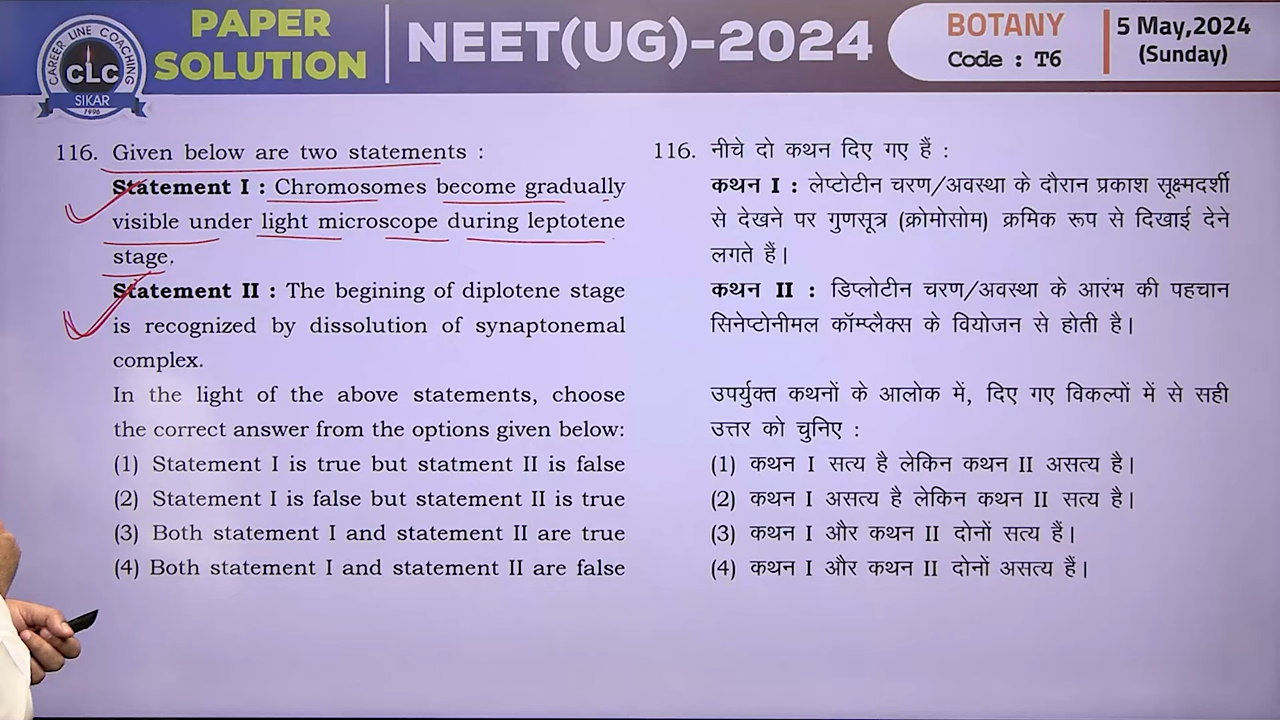 PAPER
SOLUTION
NEET(UG)-2024
BOTANY
Code : T6
5 May,2024
(Sunday)
CAREER LINE COACHING
CLC
SIKAR
1996
116. Given below are two statements :
Statement I : Chromosomes become gradually
visible under light microscope during leptotene
stage.
Statement II : The begining of diplotene stage
is recognized by dissolution of synaptonemal
complex.
In the light of the above statements, choose
the correct answer from the options given below:
(1) Statement I is true but statment II is false
(2) Statement I is false but statement II is true
(3) Both statement I and statement II are true
(4) Both statement I and statement II are false
116. नीचे दो कथन दिए गए हैं :
कथन I : लेप्टोटीन चरण/अवस्था के दौरान प्रकाश सूक्ष्मदर्शी
से देखने पर गुणसूत्र (क्रोमोसोम) क्रमिक रूप से दिखाई देने
लगते हैं।
कथन II : डिप्लोटीन चरण/अवस्था के आरंभ की पहचान
सिनेप्टोनीमल कॉम्प्लैक्स के वियोजन से होती है।
उपर्युक्त कथनों के आलोक में, दिए गए विकल्पों में से सही
उत्तर को चुनिए :
(1) कथन I सत्य है लेकिन कथन II असत्य है।
(2) कथन I असत्य है लेकिन कथन II सत्य है।
(3) कथन I और कथन II दोनों सत्य हैं।
(4) कथन I और कथन II दोनों असत्य हैं।